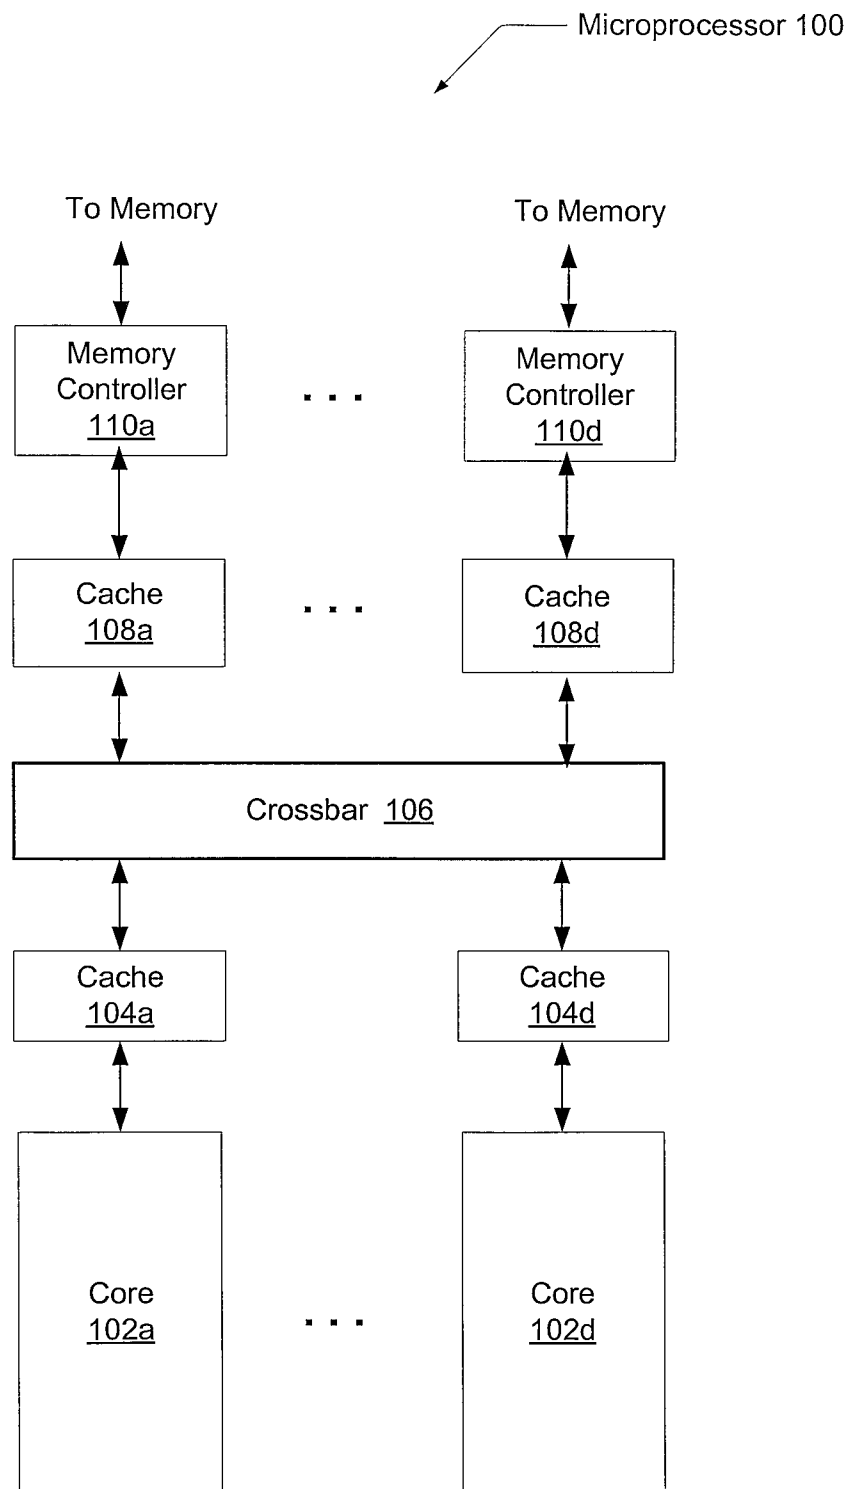 Microprocessor 100
To Memory
To Memory
Memory
Controller
110a
. . .
Memory
Controller
110d
Cache
108a
. . .
Cache
108d
Crossbar 106
Cache
104a
Cache
104d
Core
102a
. . .
Core
102d